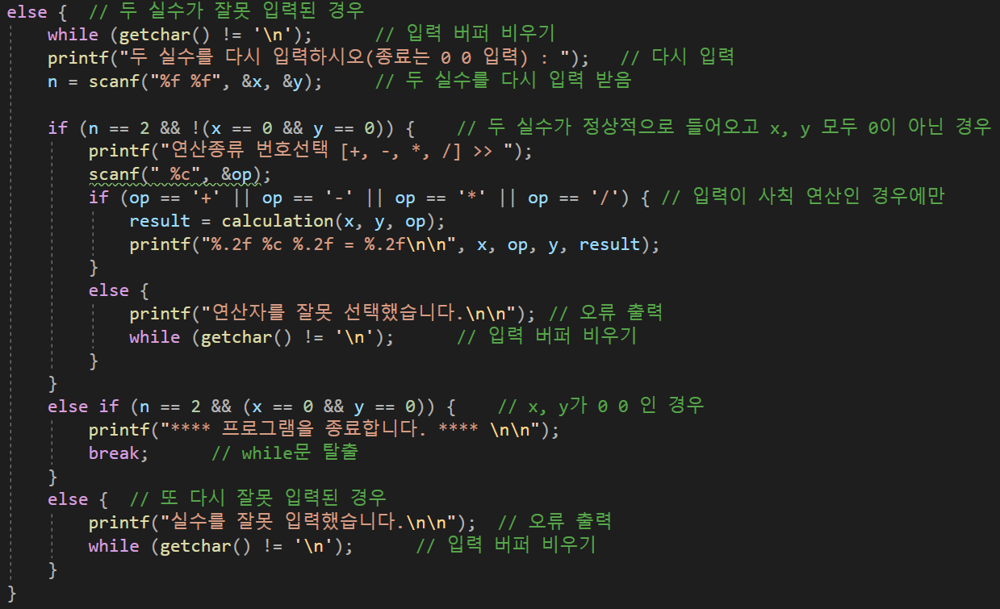 else {  // 두 실수가 잘못 입력된 경우
    while (getchar() != '\n');      // 입력 버퍼 비우기
    printf("두 실수를 다시 입력하시오(종료는 0 0 입력) : ");   // 다시 입력
    n = scanf("%f %f", &x, &y);     // 두 실수를 다시 입력 받음

    if (n == 2 && !(x == 0 && y == 0)) {    // 두 실수가 정상적으로 들어오고 x, y 모두 0이 아닌 경우
        printf("연산종류 번호선택 [+, -, *, /] >> ");
        scanf(" %c", &op);
        if (op == '+' || op == '-' || op == '*' || op == '/') { // 입력이 사칙 연산인 경우에만
            result = calculation(x, y, op);
            printf("%.2f %c %.2f = %.2f\n\n", x, op, y, result);
        }
        else {
            printf("연산자를 잘못 선택했습니다.\n\n"); // 오류 출력
            while (getchar() != '\n');      // 입력 버퍼 비우기
        }
    }
    else if (n == 2 && (x == 0 && y == 0)) {    // x, y가 0 0 인 경우
        printf("**** 프로그램을 종료합니다. **** \n\n");
        break;      // while문 탈출
    }
    else {  // 또 다시 잘못 입력된 경우
        printf("실수를 잘못 입력했습니다.\n\n");  // 오류 출력
        while (getchar() != '\n');      // 입력 버퍼 비우기
    }
}